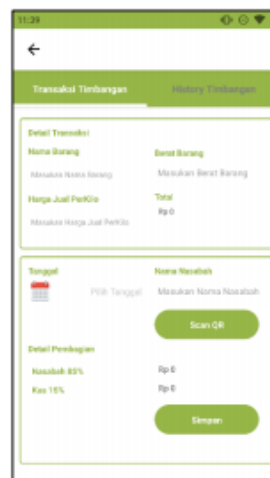 11:39
Transaksi Timbangan
History Timbangan
Detail Transaksi
Nama Barang
Berat Barang
Masukan Nama Barang
Masukan Berat Barang
Harga Jual PerKilo
Total
Masukan Harga Jual PerKilo
Rp 0
Tanggal
Nama Nasabah
Pilih Tanggal
Masukan Nama Nasabah
Scan QR
Detail Pembagian
Nasabah 85%
Rp 0
Kas 15%
Rp 0
Simpan